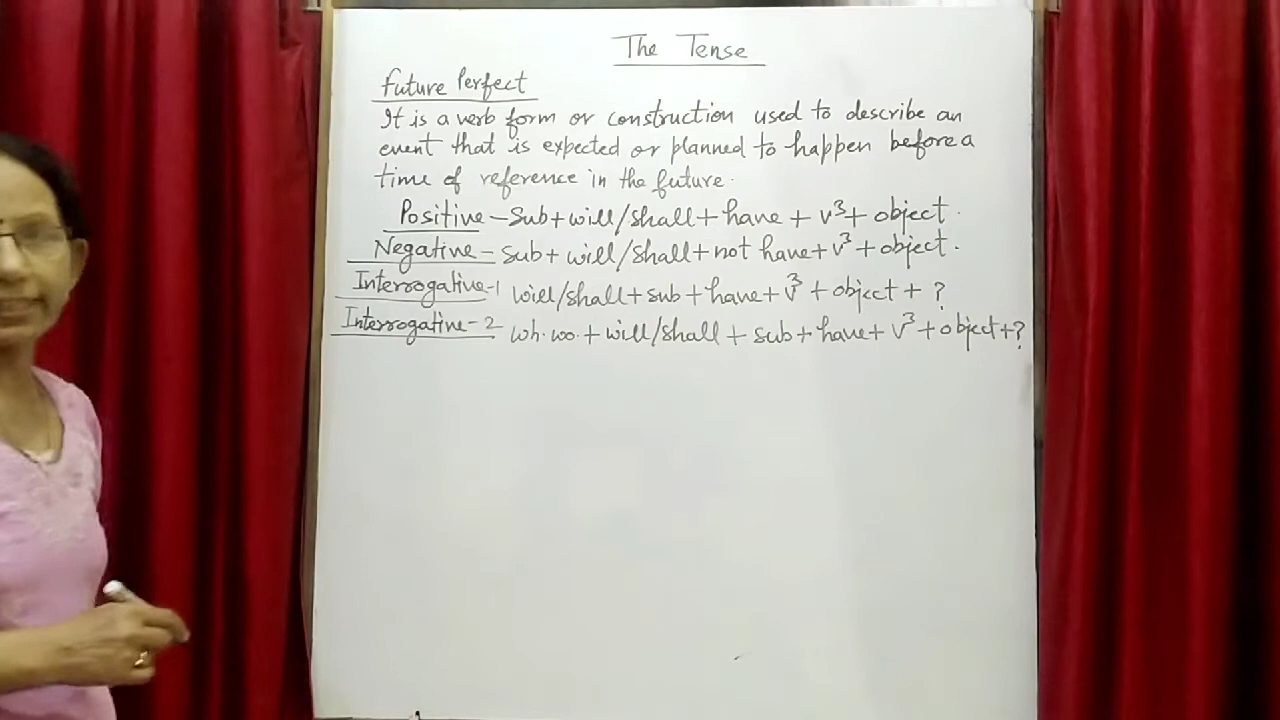 The Tense
Future Perfect
It is a verb form or construction used to describe an
event that is expected or planned to happen before a
time of reference in the future.
Positive - Sub + will/shall + have + v³ + object.
Negative - sub + will/shall + not have + v³ + object.
Interrogative-1 will/shall + sub + have + v³ + object + ?
Interrogative-2 wh. wo. + will/shall + sub + have + v³ + object + ?